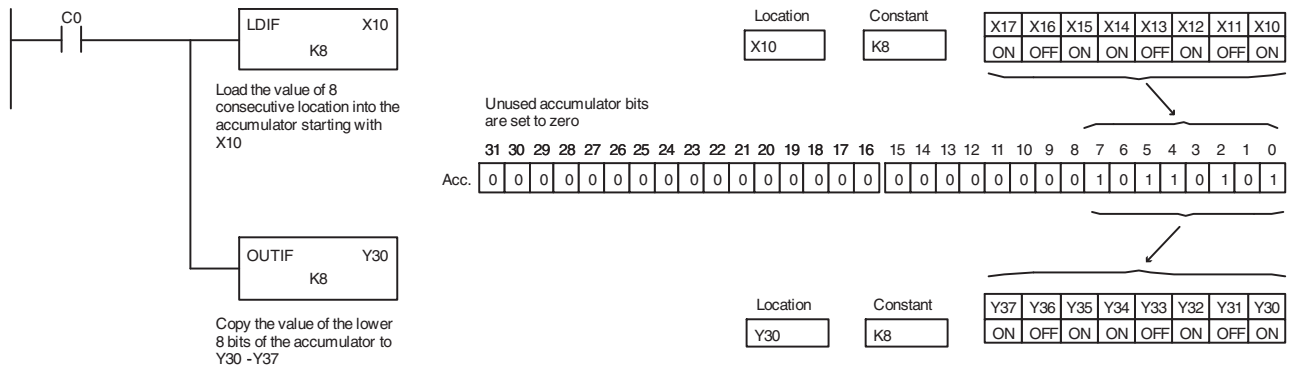 C0
LDIF X10
K8
Load the value of 8
consecutive location into the
accumulator starting with
X10
Location Constant
X10 K8
X17 X16 X15 X14 X13 X12 X11 X10
ON OFF ON ON OFF ON OFF ON
Unused accumulator bits
are set to zero
31 30 29 28 27 26 25 24 23 22 21 20 19 18 17 16 15 14 13 12 11 10 9 8 7 6 5 4 3 2 1 0
Acc. 0 0 0 0 0 0 0 0 0 0 0 0 0 0 0 0 0 0 0 0 0 0 0 0 1 0 1 1 0 1 0 1
OUTIF Y30
K8
Copy the value of the lower
8 bits of the accumulator to
Y30 -Y37
Location Constant
Y30 K8
Y37 Y36 Y35 Y34 Y33 Y32 Y31 Y30
ON OFF ON ON OFF ON OFF ON